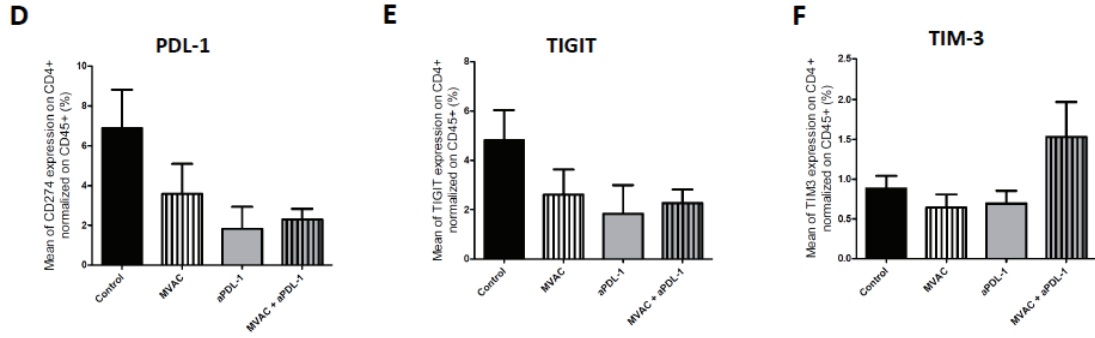 D
PDL-1
Mean of CD274 expression on CD4+
normalized on CD45+ (%)
10
8
6
4
2
0
Control
MVAC
aPDL-1
MVAC + aPDL-1
E
TIGIT
Mean of TIGIT expression on CD4+
normalized on CD45+ (%)
8
6
4
2
0
Control
MVAC
aPDL-1
MVAC + aPDL-1
F
TIM-3
Mean of TIM3 expression on CD4+
normalized on CD45+ (%)
2.5
2.0
1.5
1.0
0.5
0.0
Control
MVAC
aPDL-1
MVAC + aPDL-1